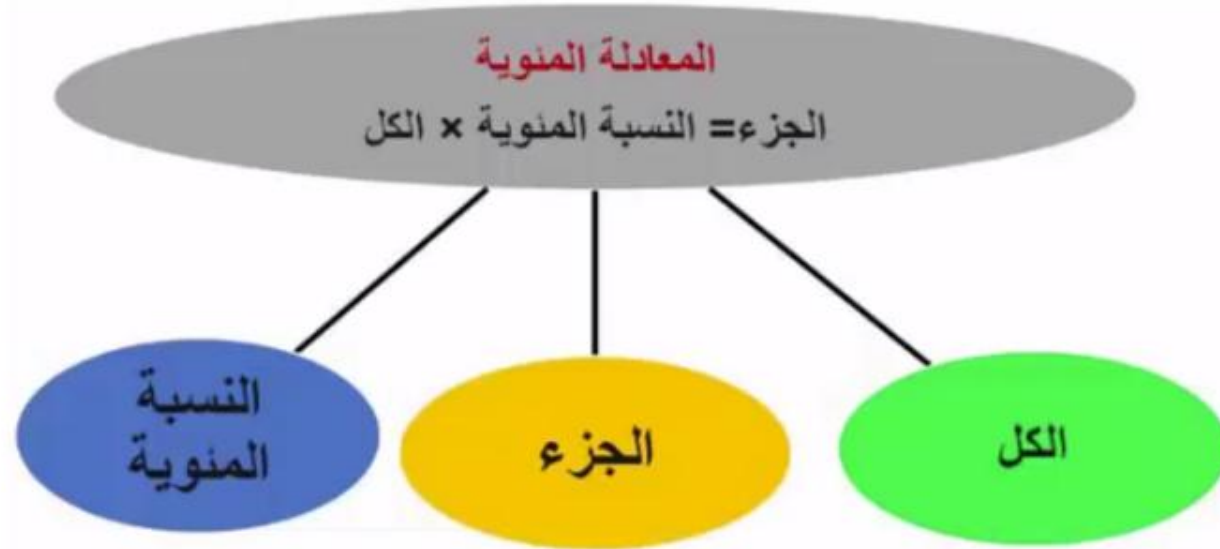 المعادلة المئوية
الجزء= النسبة المئوية × الكل
الكل
الجزء
النسبة
المئوية